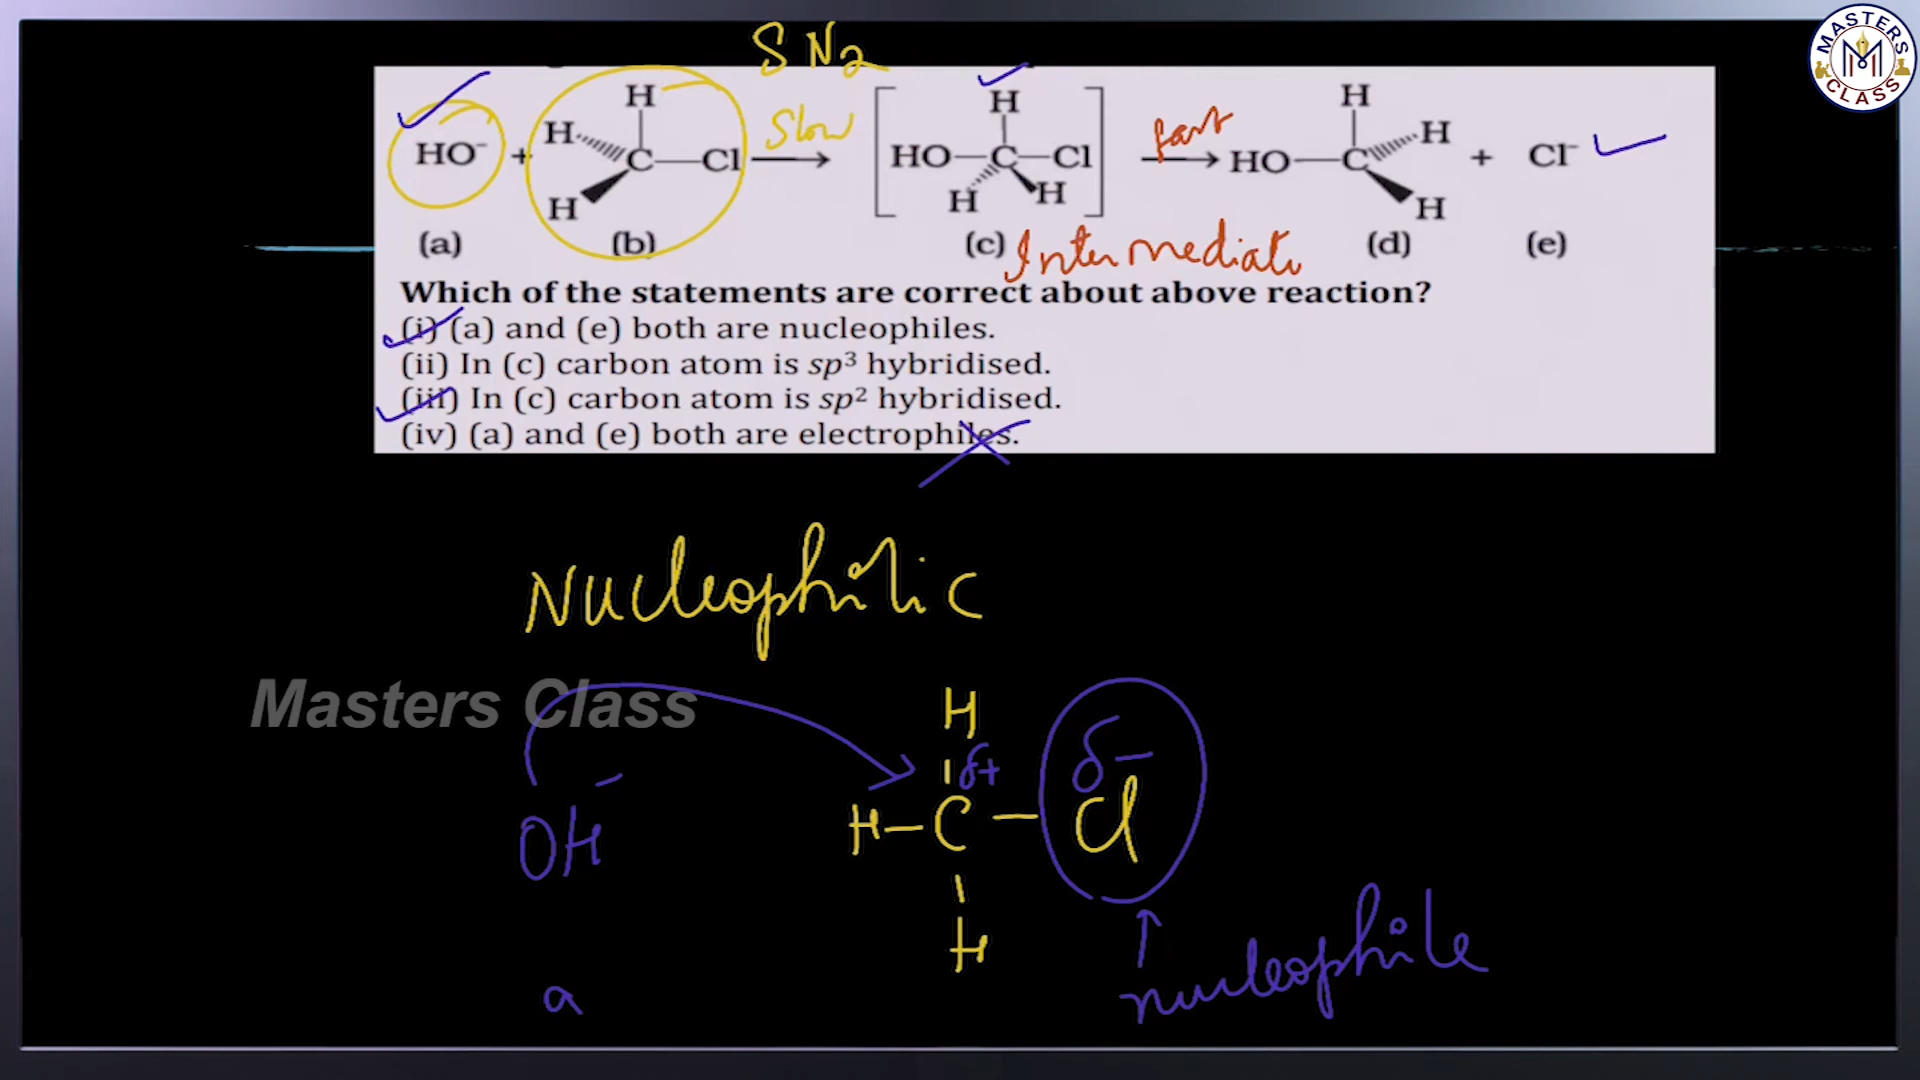 MASTERS CLASS
SN2
HO⁻ + H H H C Cl Slow → [HO—C—Cl H H H] fast → HO—C H H H + Cl⁻
(a) (b) (c) Intermediate (d) (e)
Which of the statements are correct about above reaction?
(i) (a) and (e) both are nucleophiles.
(ii) In (c) carbon atom is sp³ hybridised.
(iii) In (c) carbon atom is sp² hybridised.
(iv) (a) and (e) both are electrophiles.
Nucleophilic
Masters Class
H
δ+ δ−
OH⁻ H—C—Cl
H
nucleophile
a